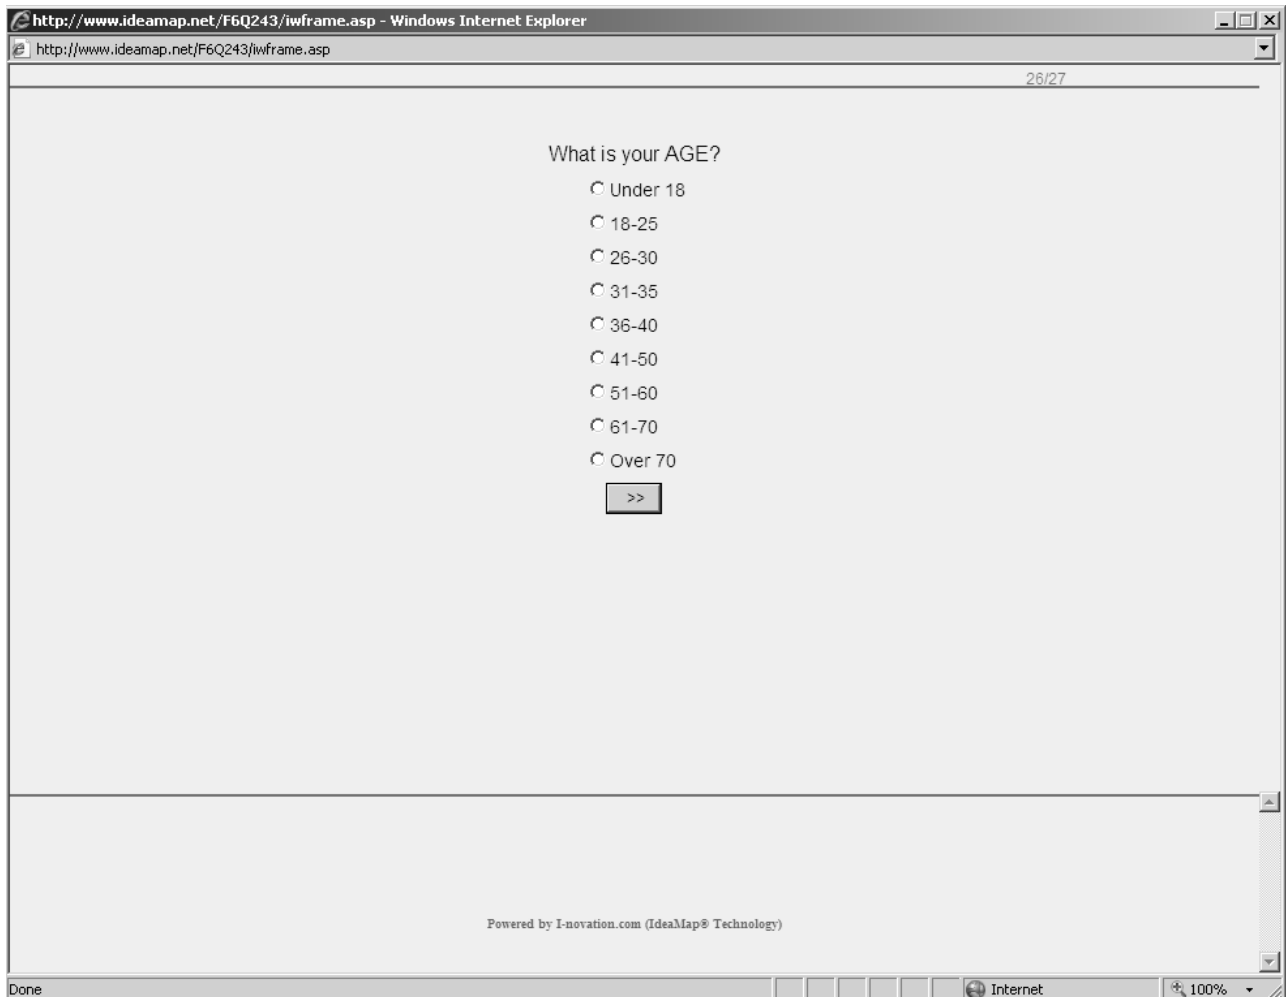 http://www.ideamap.net/F6Q243/iwframe.asp - Windows Internet Explorer
http://www.ideamap.net/F6Q243/iwframe.asp
26/27
What is your AGE?
Under 18
18-25
26-30
31-35
36-40
41-50
51-60
61-70
Over 70
>>
Powered by I-novation.com (IdeaMap® Technology)
Done Internet 100%